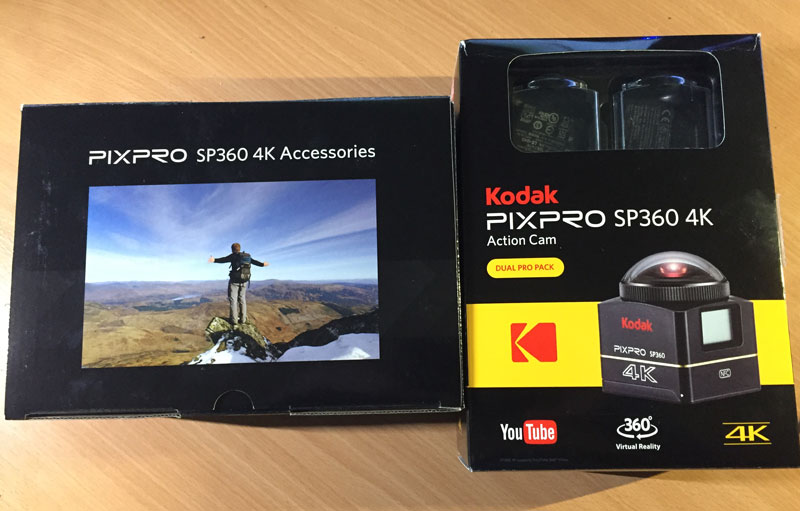 PIXPRO SP360 4K Accessories
Kodak
PIXPRO SP360 4K
Action Cam
DUAL PRO PACK
Kodak
PIXPRO SP360
4K
NFC
YouTube
360°
Virtual Reality
4K